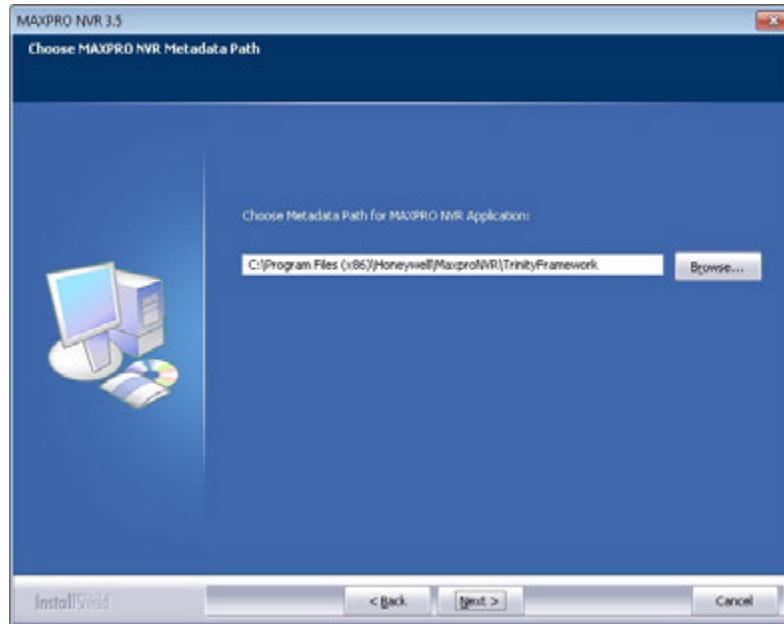 MAXPRO NVR 3.5
Choose MAXPRO NVR Metadata Path
Choose Metadata Path for MAXPRO NVR Application:
C:\Program Files (x86)\Honeywell\MaxproNVR\TrinityFramework
Browse...
InstallShield
< Back
Next >
Cancel